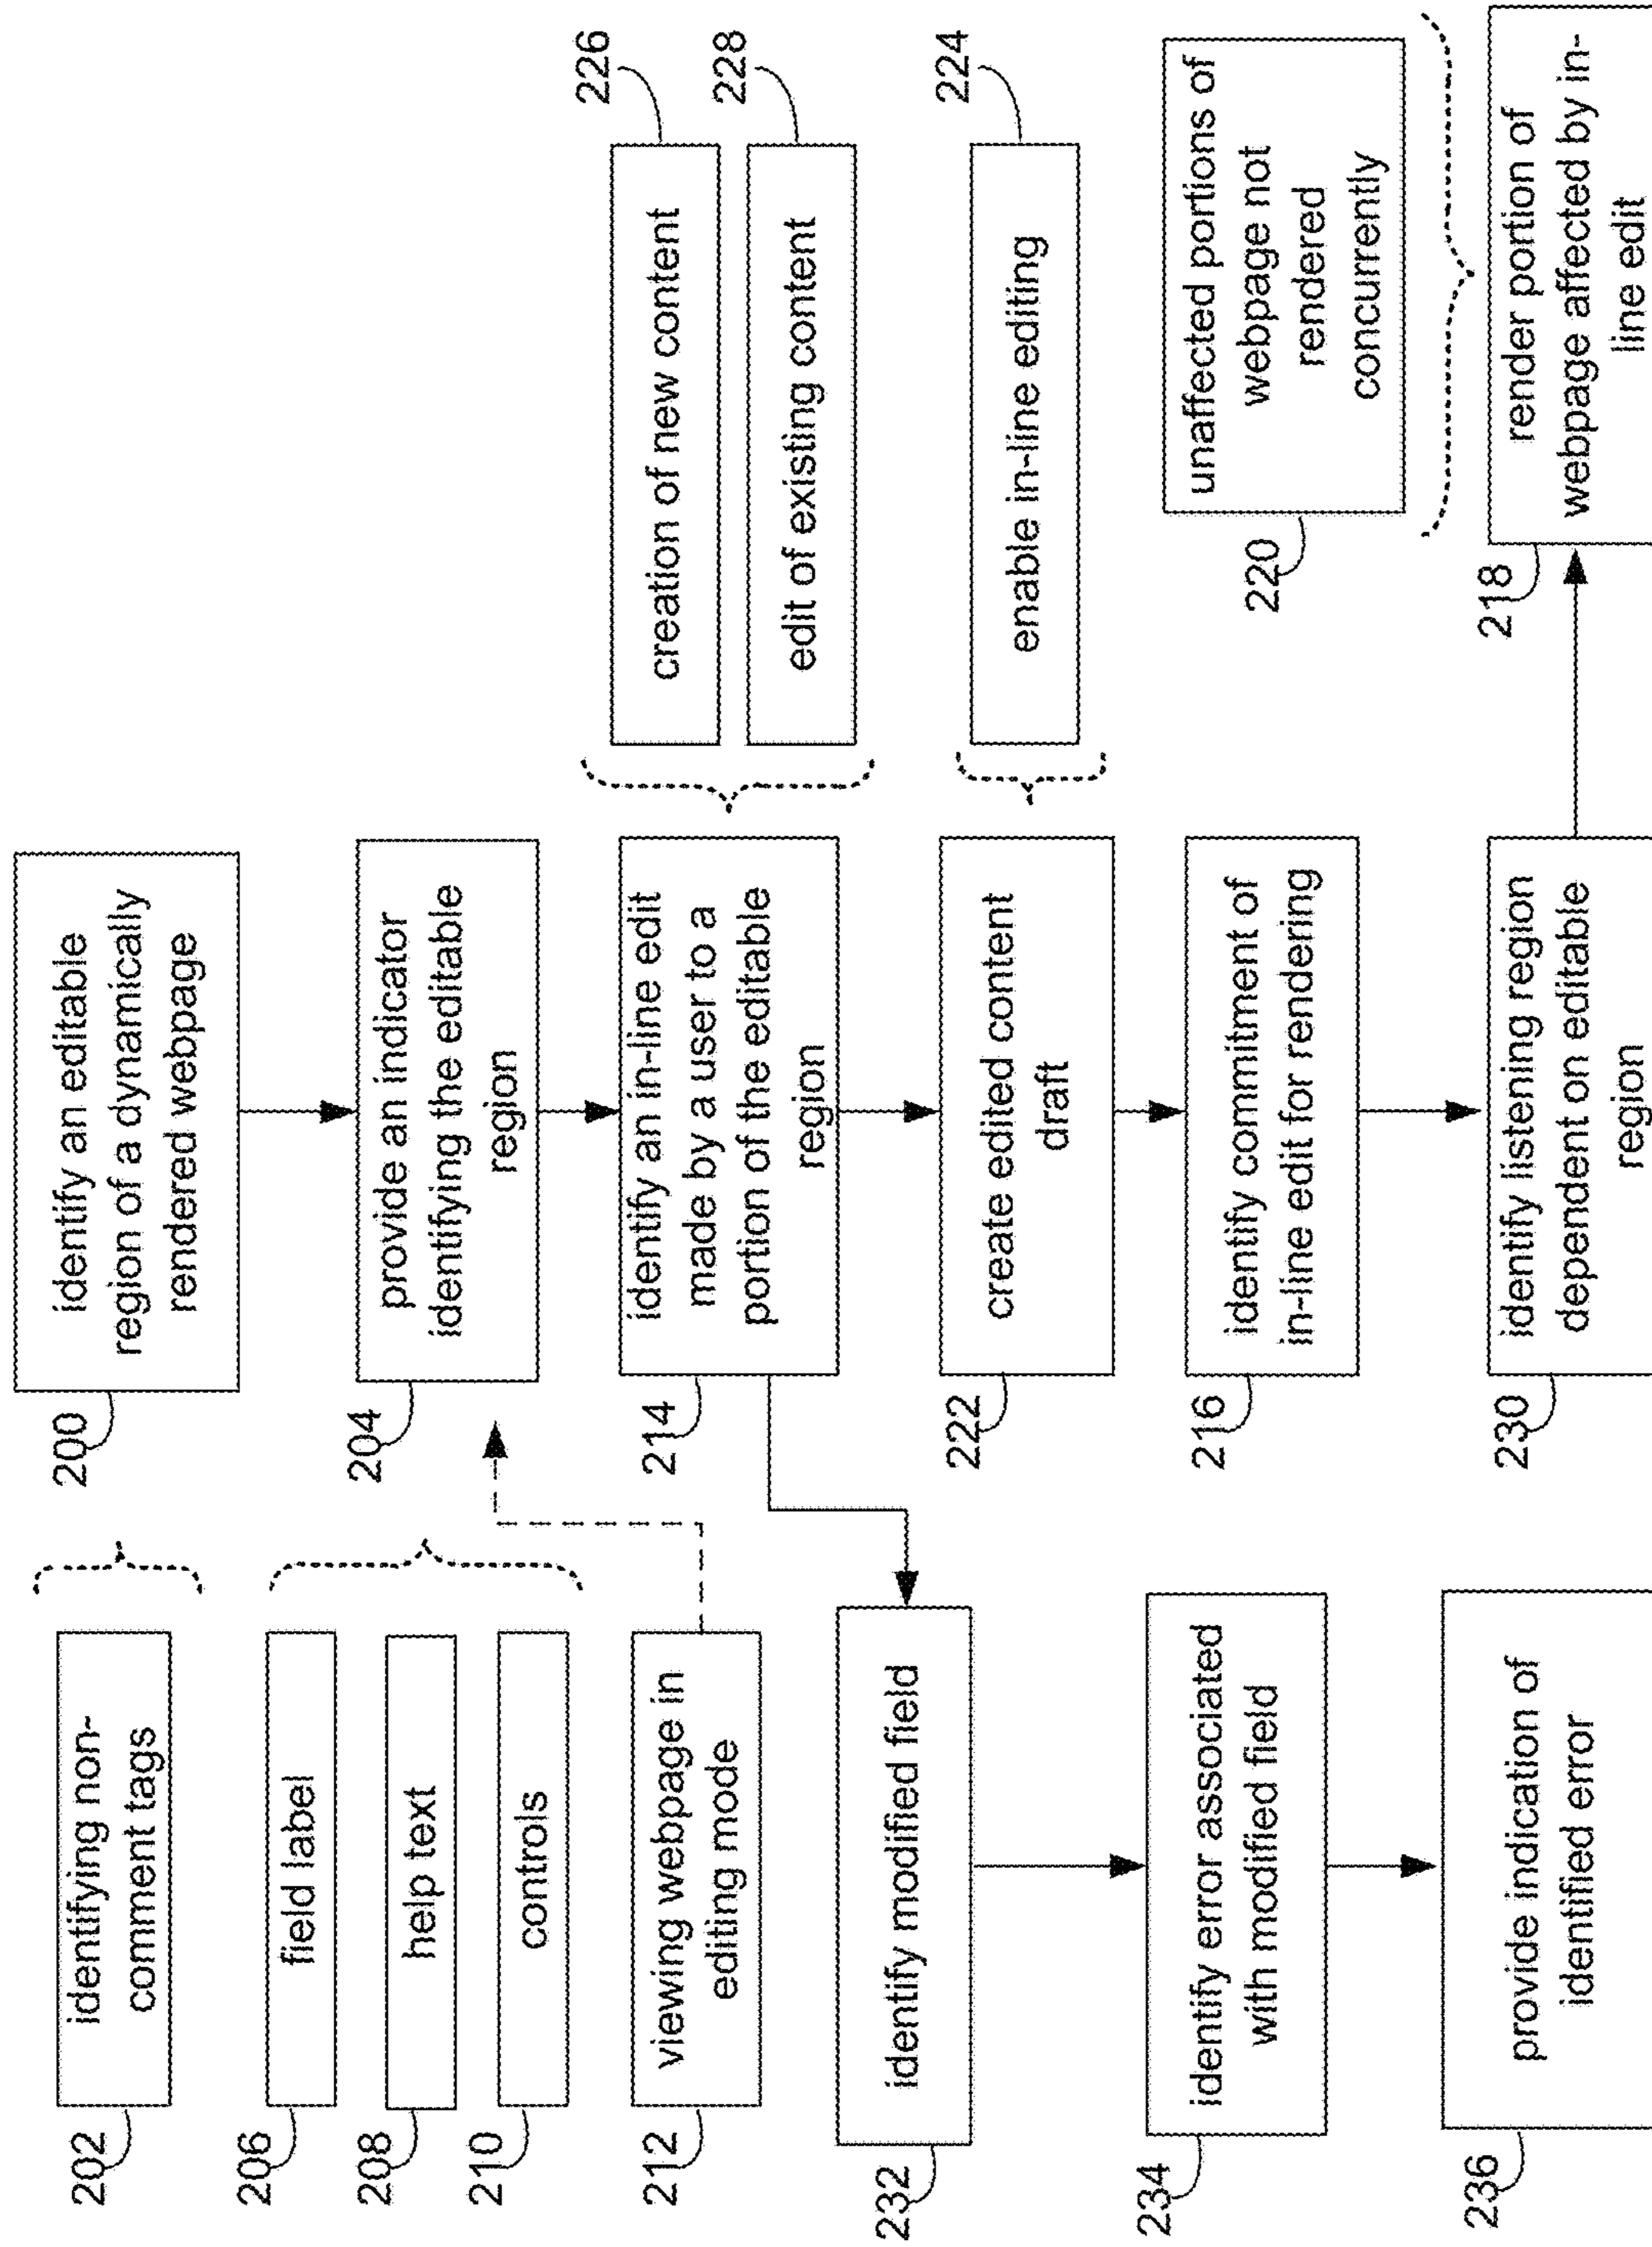 200
identify an editable
region of a dynamically
rendered webpage
202
identifying non-
comment tags
204
provide an indicator
identifying the editable
region
206
field label
208
help text
210
controls
212
viewing webpage in
editing mode
214
identify an in-line edit
made by a user to a
portion of the editable
region
226
creation of new content
228
edit of existing content
222
create edited content
draft
224
enable in-line editing
216
identify commitment of
in-line edit for rendering
230
identify listening region
dependent on editable
region
220
unaffected portions of
webpage not
rendered
concurrently
218
render portion of
webpage affected by in-
line edit
232
identify modified field
234
identify error associated
with modified field
236
provide indication of
identified error